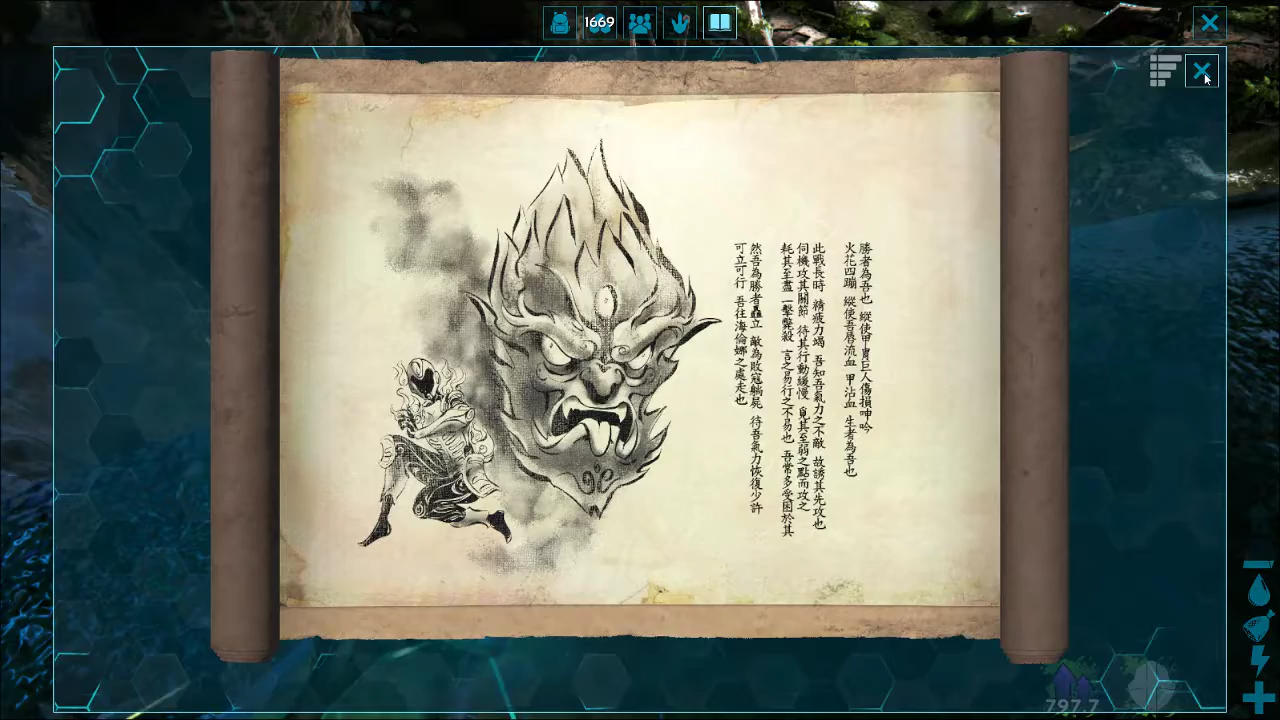 1669
勝者為吾也 縱使甲冑巨人傷損呻吟
火花四蹦 縱使吾唇流血 甲沾血 生者為吾也
此戰長時 精疲力竭 吾知吾氣力之不敵 故誘其先攻也
伺機攻其關節 待其行動緩慢 覓其至弱之點而攻之
耗其至盡 一擊斃殺 言之易行之不易也 吾常多受困於其
然吾為勝者矗立 敵為敗寇躺屍 待吾氣力恢復少許
可立可行 吾往海倫娜之處走也
797.7